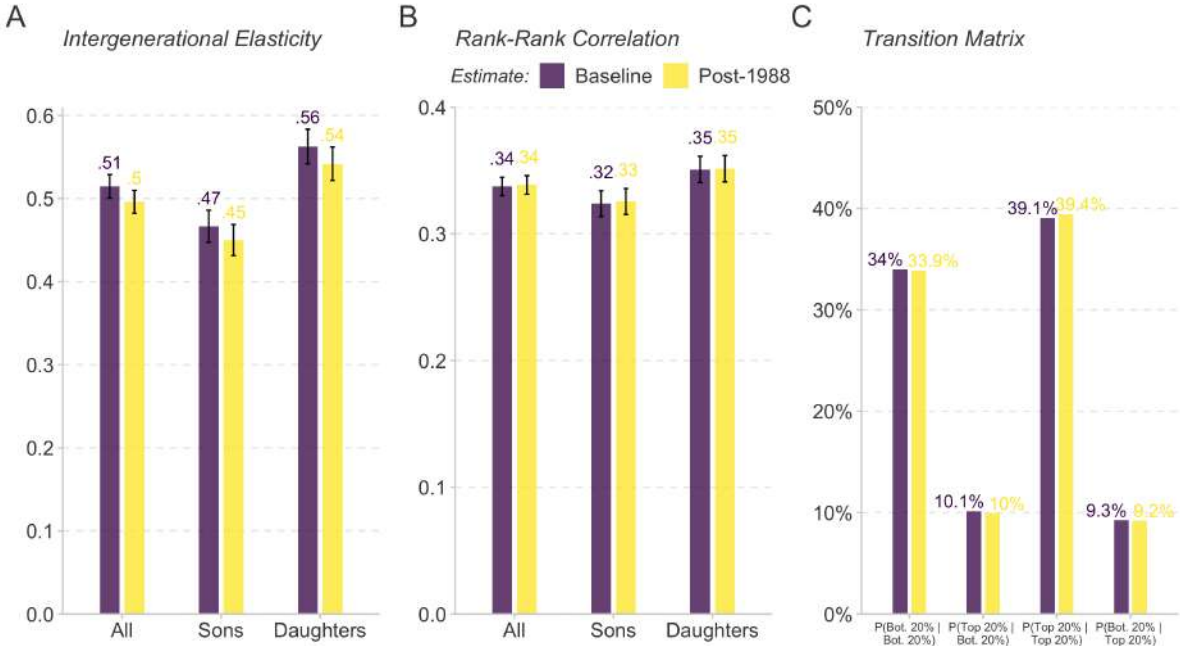 A
Intergenerational Elasticity
0.6
0.5
0.4
0.3
0.2
0.1
0.0
.51
.5
.47
.45
.56
.54
All
Sons
Daughters
B
Rank-Rank Correlation
Estimate: Baseline Post-1988
0.4
0.3
0.2
0.1
0.0
.34
.34
.32
.33
.35
.35
All
Sons
Daughters
C
Transition Matrix
50%
40%
30%
20%
10%
0%
34%
33.9%
10.1%
10%
39.1%
39.4%
9.3%
9.2%
P(Bot. 20% |
Bot. 20%)
P(Top 20% |
Bot. 20%)
P(Top 20% |
Top 20%)
P(Bot. 20% |
Top 20%)